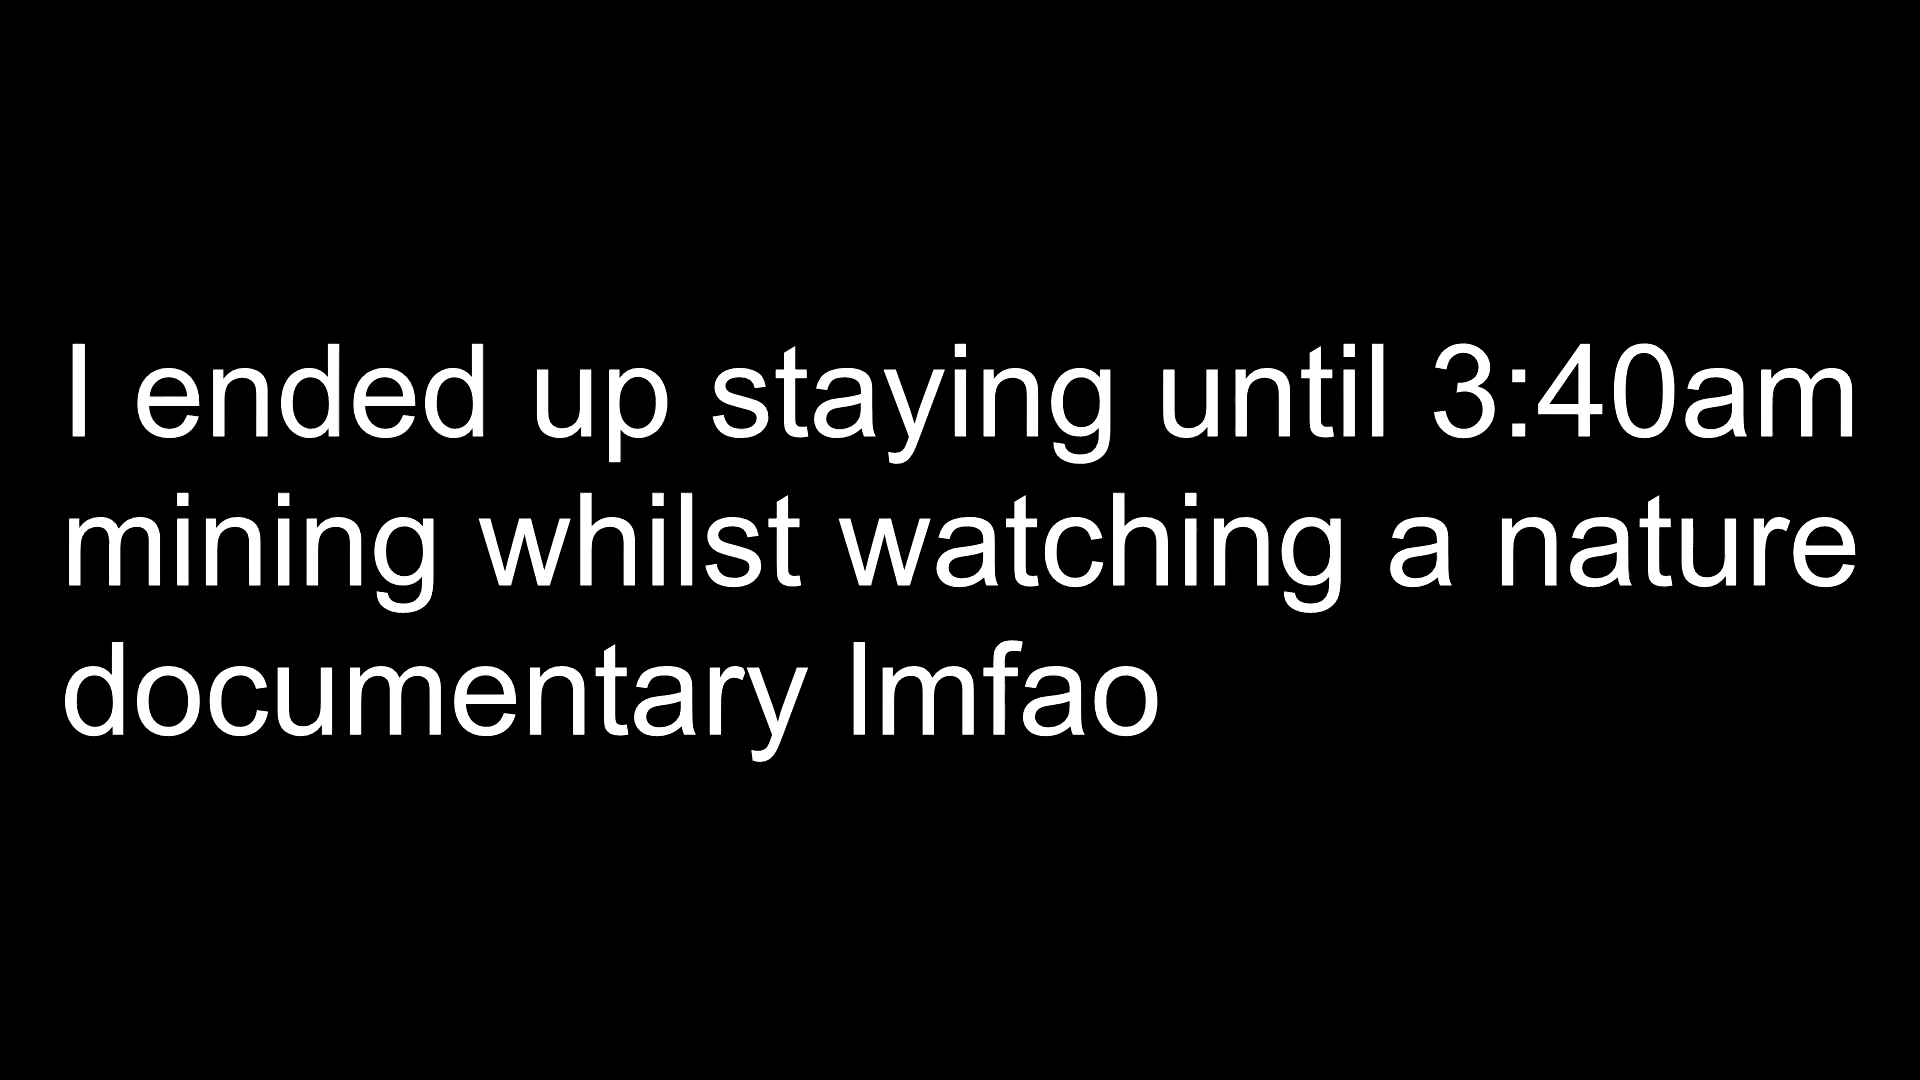 I ended up staying until 3:40am
mining whilst watching a nature
documentary lmfao